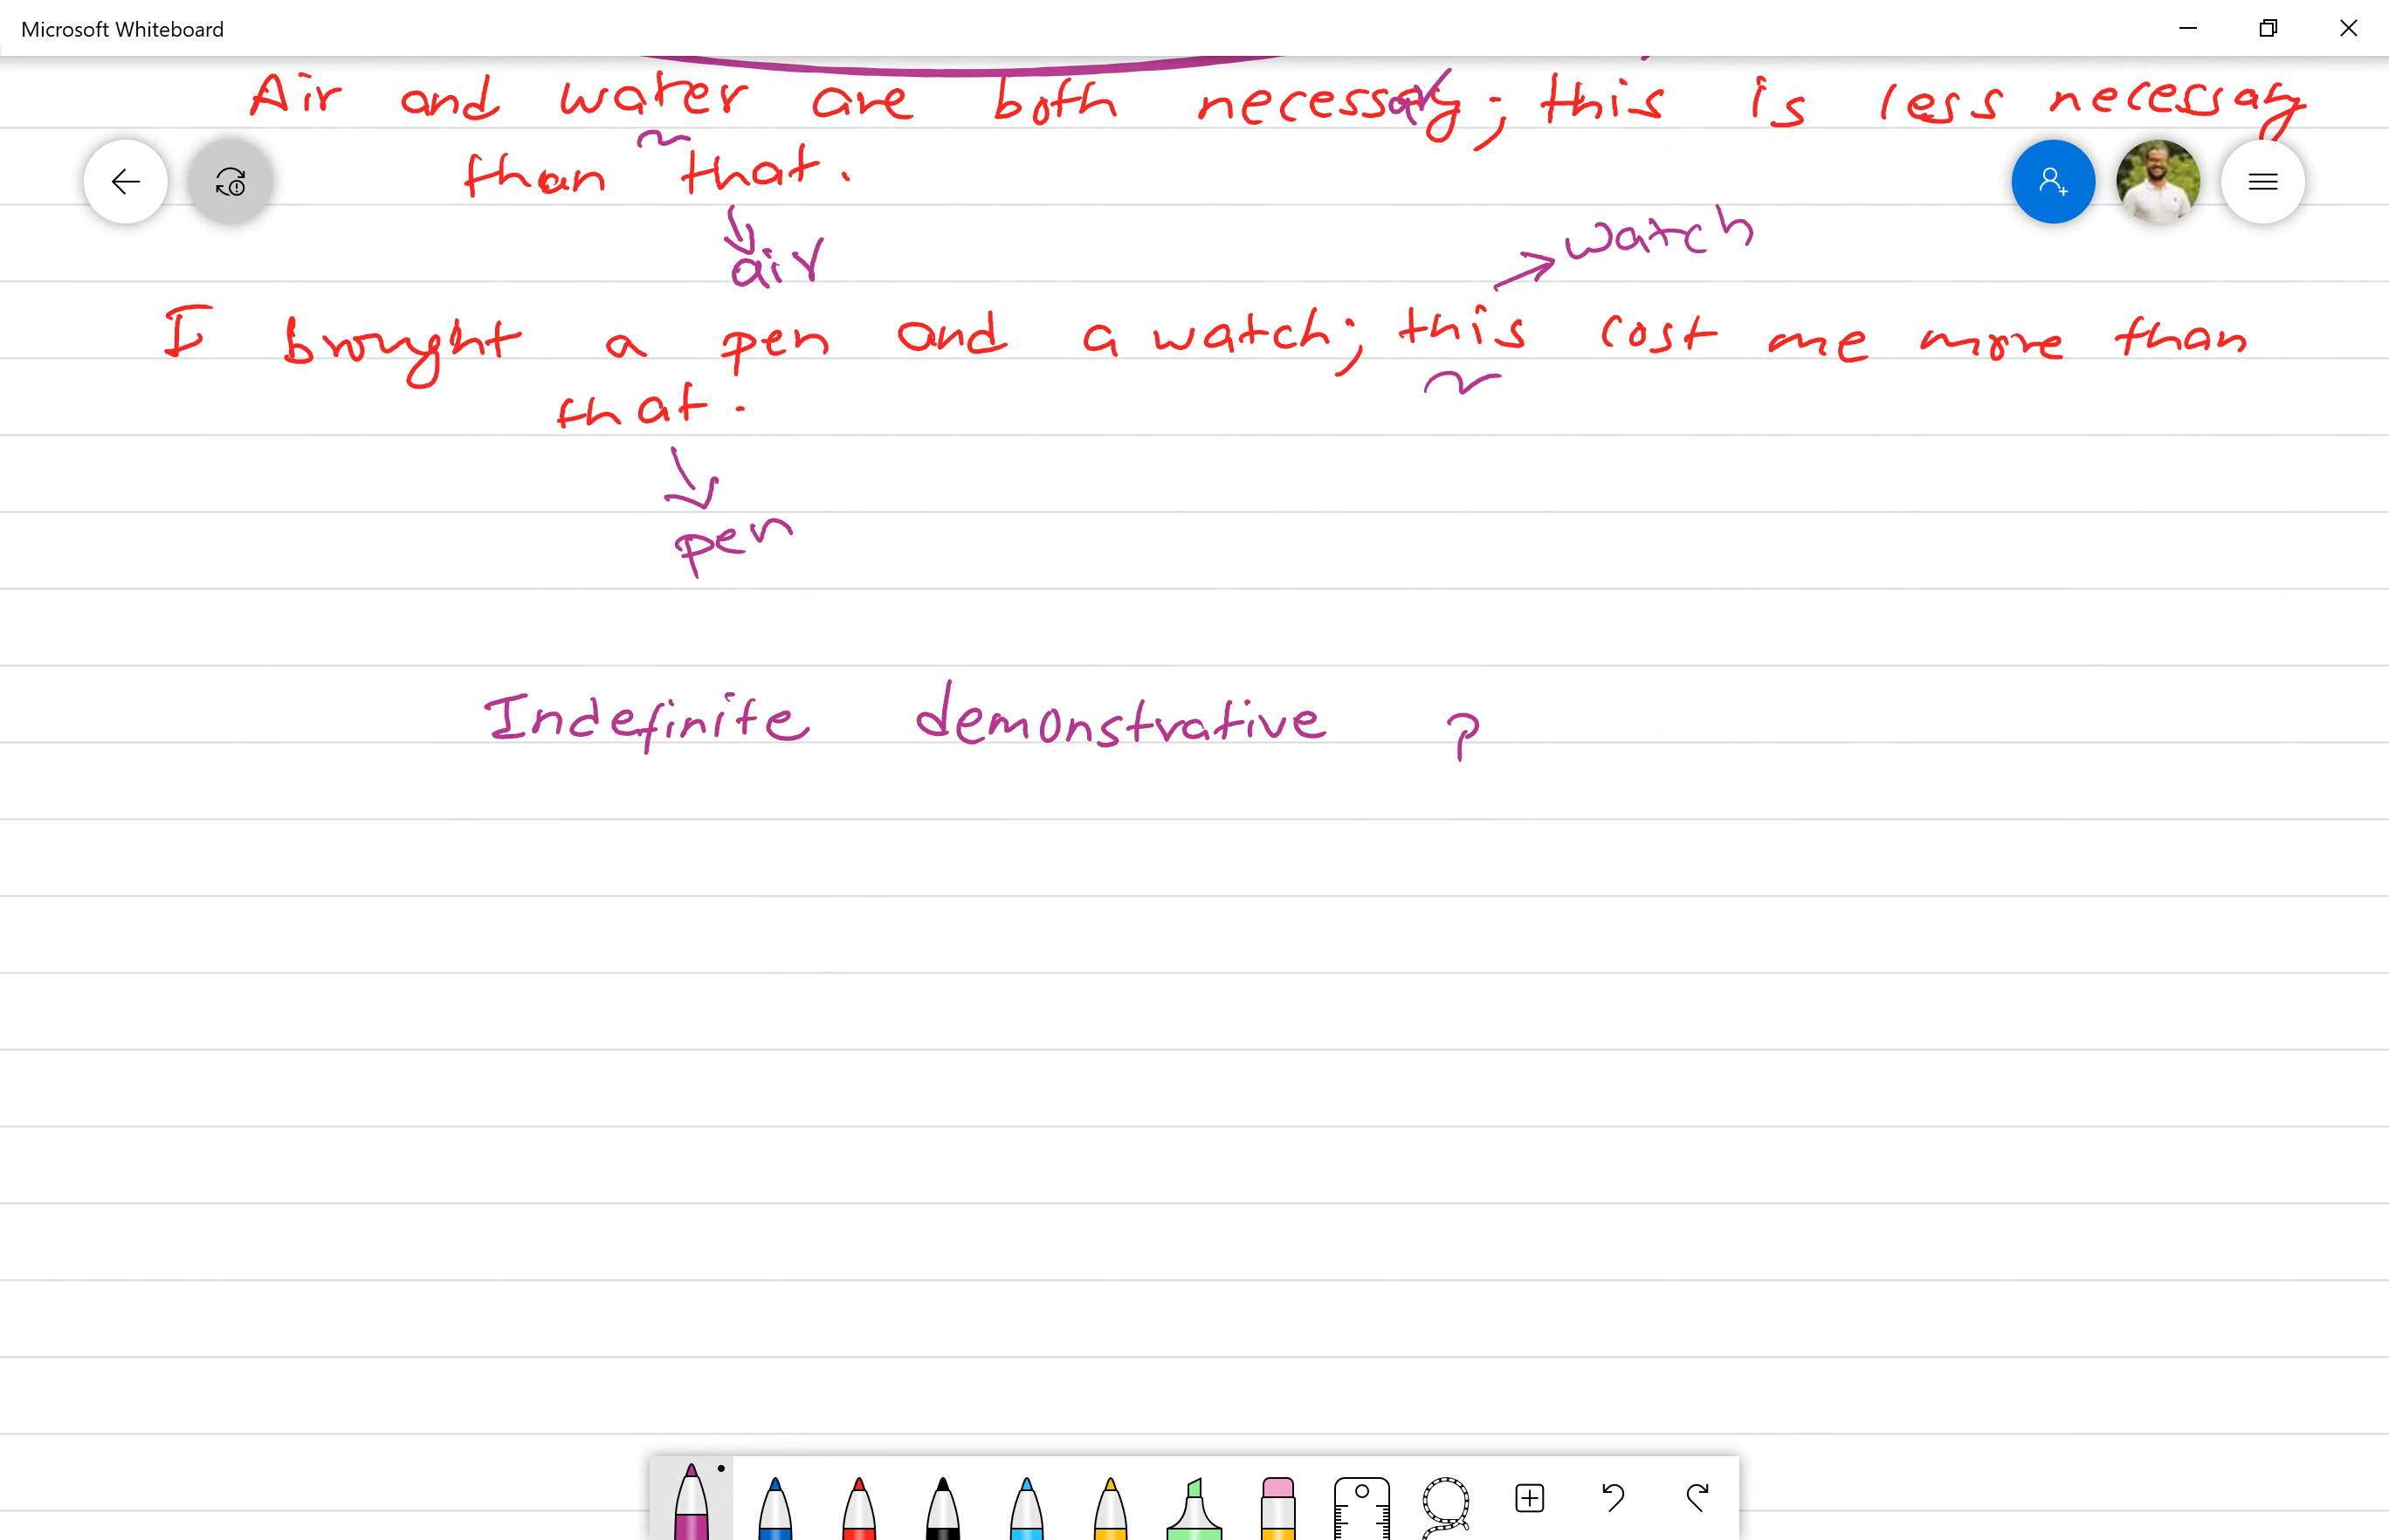 Microsoft Whiteboard
Air and water are both necessary; this is less necessary
than that.
air
watch
I brought a pen and a watch; this cost me more than
that.
pen
Indefinite demonstrative p